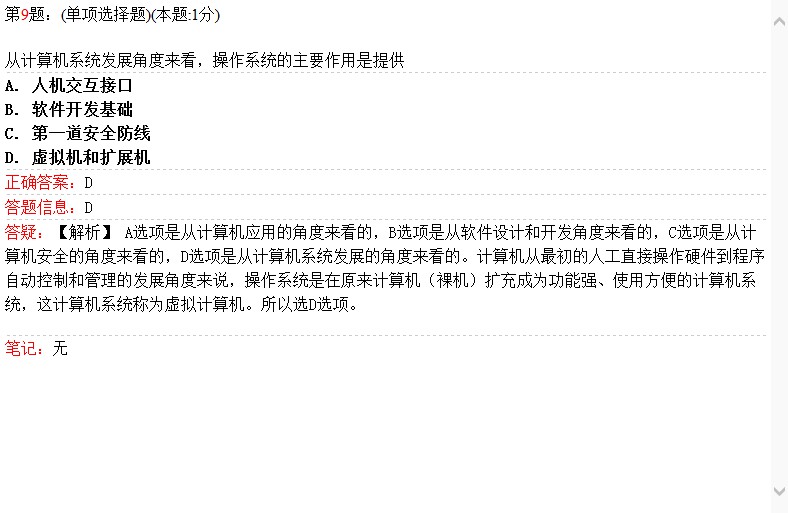 第9题：(单项选择题)(本题:1分)
从计算机系统发展角度来看，操作系统的主要作用是提供
A. 人机交互接口
B. 软件开发基础
C. 第一道安全防线
D. 虚拟机和扩展机
正确答案：D
答题信息：D
答疑：【解析】 A选项是从计算机应用的角度来看的，B选项是从软件设计和开发角度来看的，C选项是从计
算机安全的角度来看的，D选项是从计算机系统发展的角度来看的。计算机从最初的人工直接操作硬件到程序
自动控制和管理的发展角度来说，操作系统是在原来计算机（裸机）扩充成为功能强、使用方便的计算机系
统，这计算机系统称为虚拟计算机。所以选D选项。
笔记：无